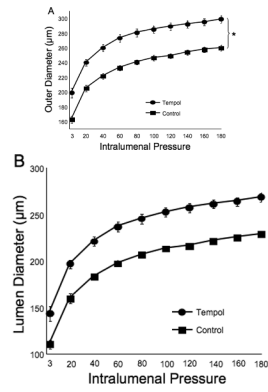 A
Outer Diameter (μm)
300
280
260
240
220
200
180
160
*
Tempol
Control
3 20 40 60 80 100 120 140 160 180
Intralumenal Pressure
B
Lumen Diameter (μm)
300
250
200
150
100
Tempol
Control
3 20 40 60 80 100 120 140 160 180
Intralumenal Pressure